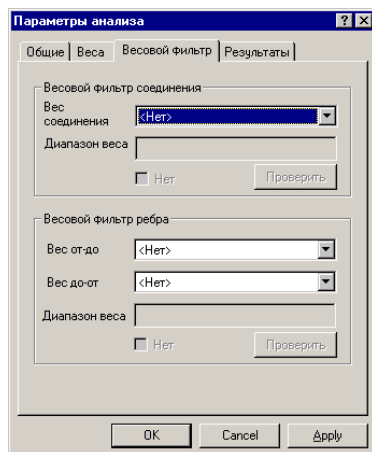 Параметры анализа
Общие Веса Весовой фильтр Результаты
Весовой фильтр соединения
Вес
соединения
<Нет>
Диапазон веса
Нет Проверить
Весовой фильтр ребра
Вес от-до <Нет>
Вес до-от <Нет>
Диапазон веса
Нет Проверить
OK Cancel Apply